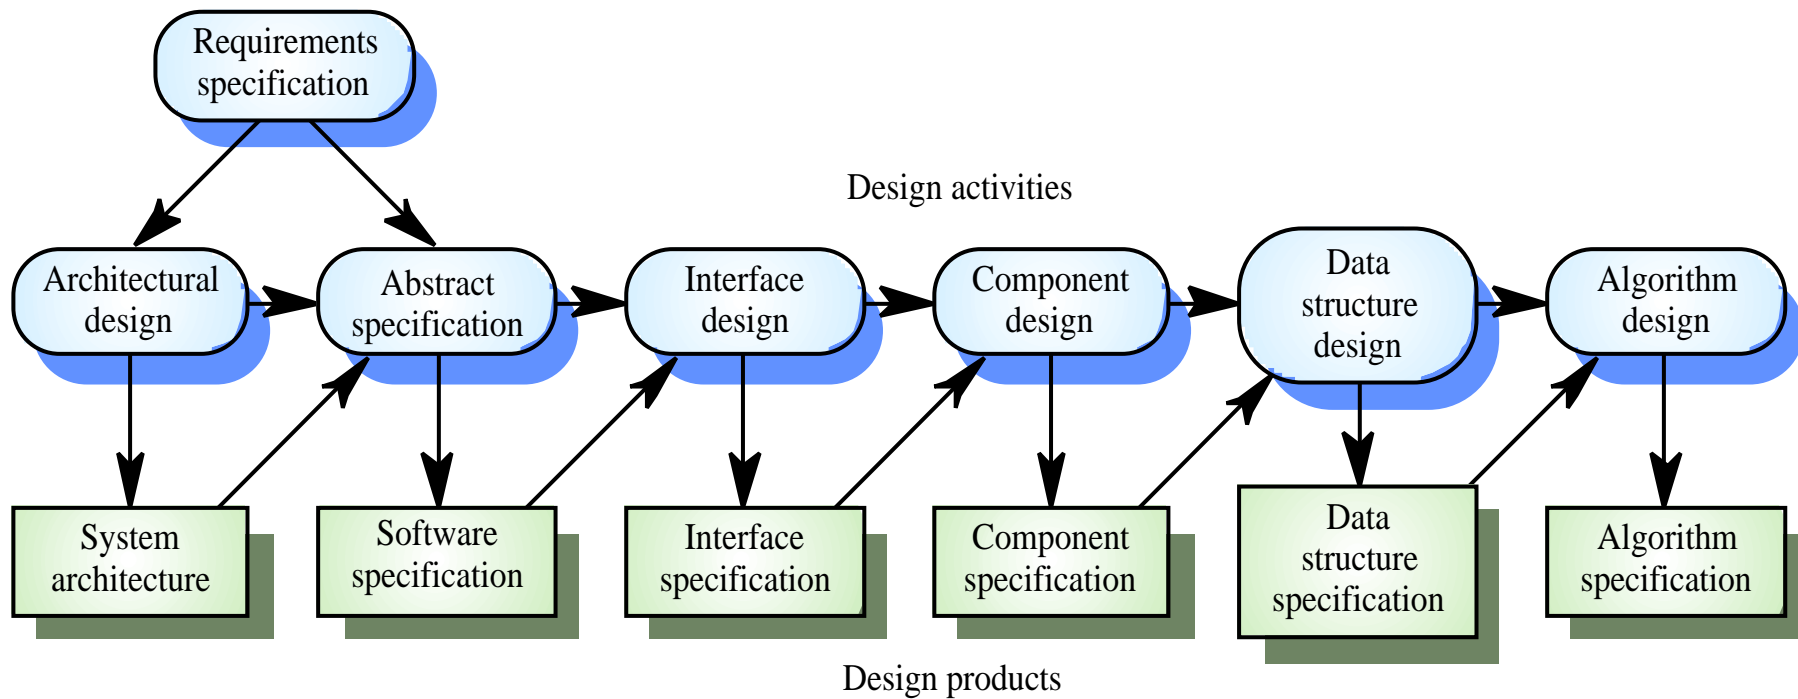 Requirements
specification
Design activities
Architectural
design
Abstract
specification
Interface
design
Component
design
Data
structure
design
Algorithm
design
System
architecture
Software
specification
Interface
specification
Component
specification
Data
structure
specification
Algorithm
specification
Design products